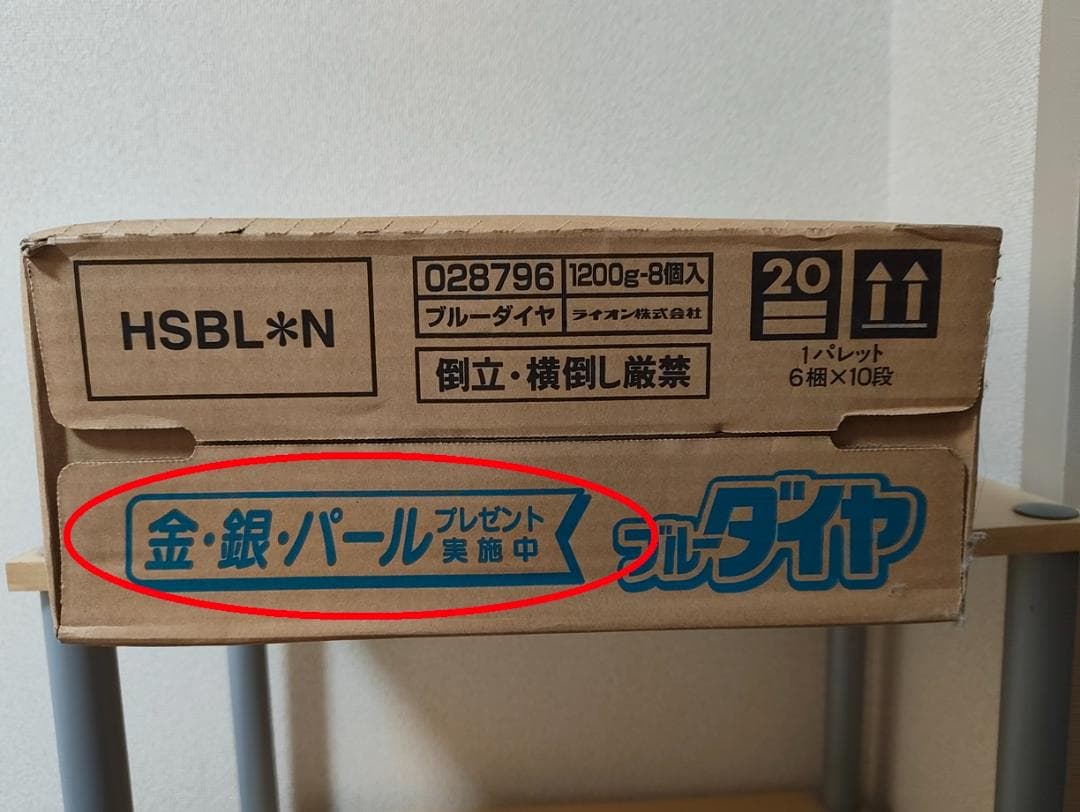 HSBL＊N
028796
1200g-8個入
ブルーダイヤ
ライオン株式会社
倒立・横倒し厳禁
20
1パレット
6梱×10段
金・銀・パール
プレゼント
実施中
ブルーダイヤ